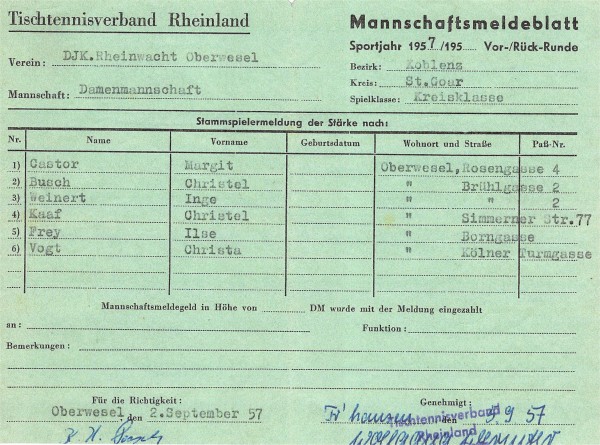 Tischtennisverband Rheinland
Mannschaftsmeldeblatt
Sportjahr 1957/195 Vor-/Rück-Runde
Verein: DJK.Rheinwacht Oberwesel
Bezirk: Koblenz
Kreis: St.Goar
Mannschaft: Damenmannschaft
Spielklasse: Kreisklasse
Stammspielermeldung der Stärke nach:
Nr. Name Vorname Geburtsdatum Wohnort und Straße Paß-Nr.
1) Castor Margit Oberwesel,Rosengasse 4
2) Busch Christel " Brühlgasse 2
3) Weinert Inge " " 2
4) Kaaf Christel " Simmerner Str.77
5) Frey Ilse " Borngasse
6) Vogt Christa " Kölner Turmgasse
Mannschaftsmeldegeld in Höhe von DM wurde mit der Meldung eingezahlt
an: Funktion:
Bemerkungen:
Für die Richtigkeit: Genehmigt:
Oberwesel, den 2.September 57 den 5.9.57
Tischtennisverband
Rheinland